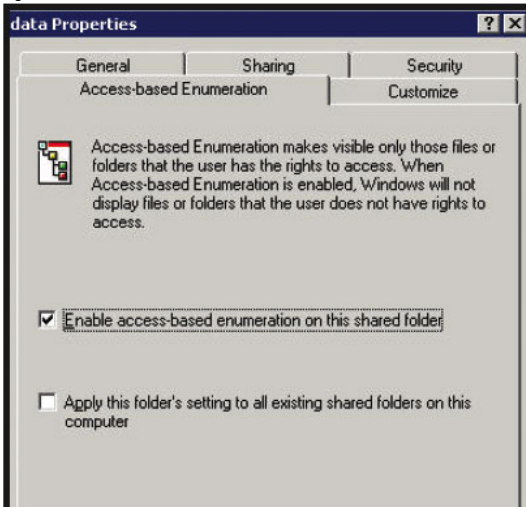 data Properties
General Sharing Security
Access-based Enumeration Customize
Access-based Enumeration makes visible only those files or
folders that the user has the rights to access. When
Access-based Enumeration is enabled, Windows will not
display files or folders that the user does not have rights to
access.
Enable access-based enumeration on this shared folder
Apply this folder's setting to all existing shared folders on this
computer